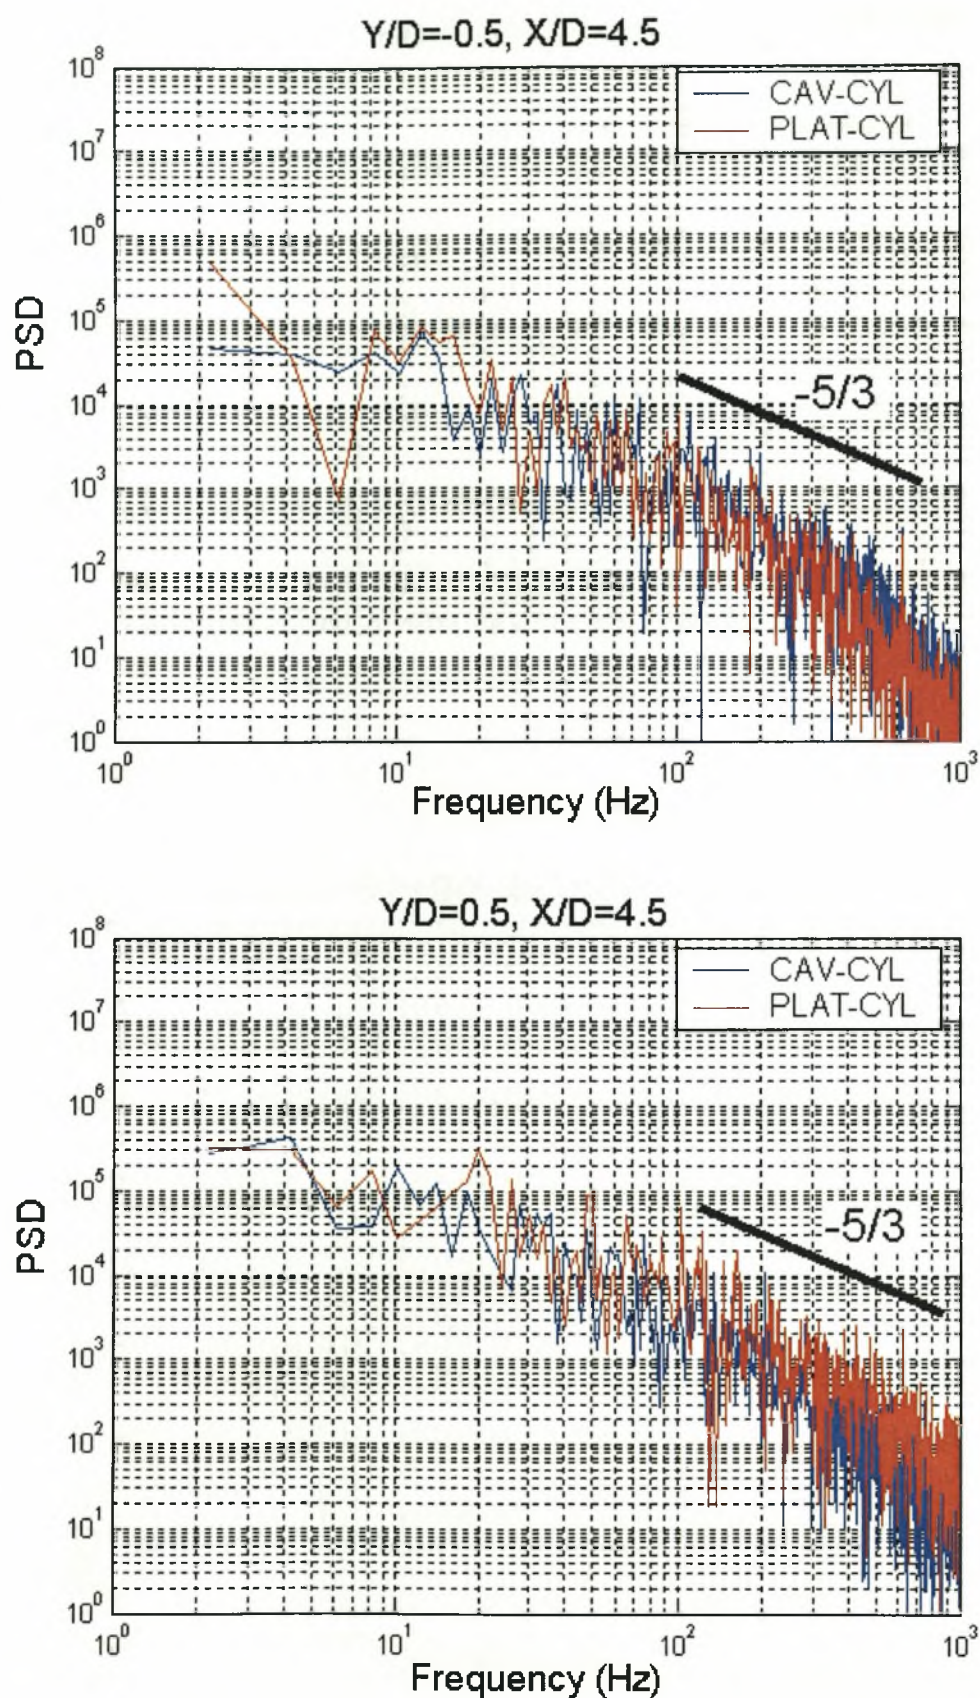 Y/D=-0.5, X/D=4.5
10^8
CAV-CYL
PLAT-CYL
10^7
10^6
10^5
PSD
10^4
-5/3
10^3
10^2
10^1
10^0
10^0 10^1 10^2 10^3
Frequency (Hz)
Y/D=0.5, X/D=4.5
10^8
CAV-CYL
PLAT-CYL
10^7
10^6
10^5
PSD
-5/3
10^4
10^3
10^2
10^1
10^0
10^0 10^1 10^2 10^3
Frequency (Hz)